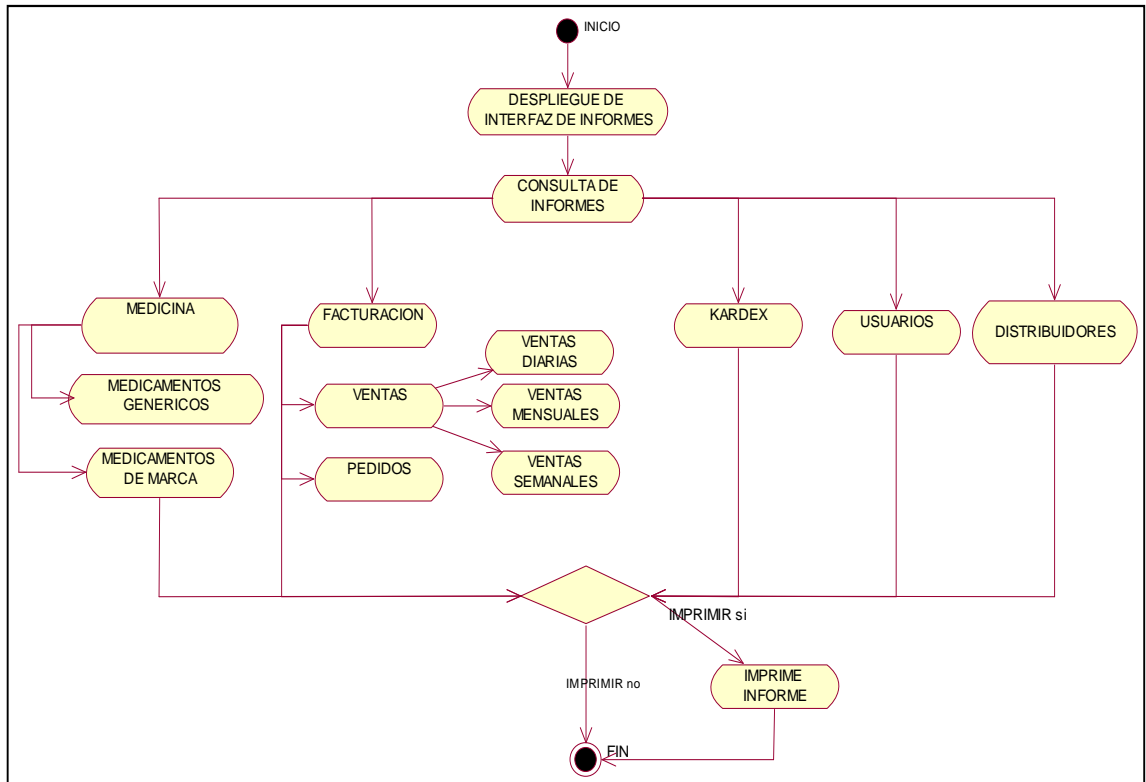 INICIO
DESPLIEGUE DE
INTERFAZ DE INFORMES
CONSULTA DE
INFORMES
MEDICINA
FACTURACION
KARDEX
USUARIOS
DISTRIBUIDORES
VENTAS
DIARIAS
MEDICAMENTOS
GENERICOS
VENTAS
VENTAS
MENSUALES
MEDICAMENTOS
DE MARCA
PEDIDOS
VENTAS
SEMANALES
IMPRIMIR si
IMPRIMIR no
IMPRIME
INFORME
FIN